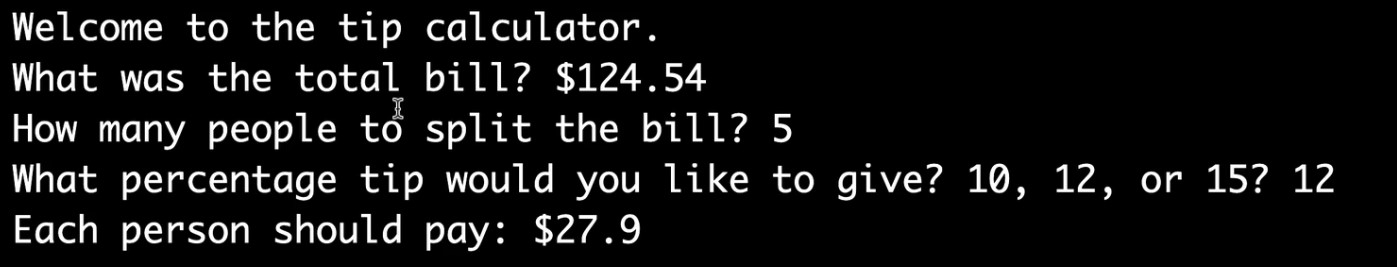 Welcome to the tip calculator.
What was the total bill? $124.54
How many people to split the bill? 5
What percentage tip would you like to give? 10, 12, or 15? 12
Each person should pay: $27.9